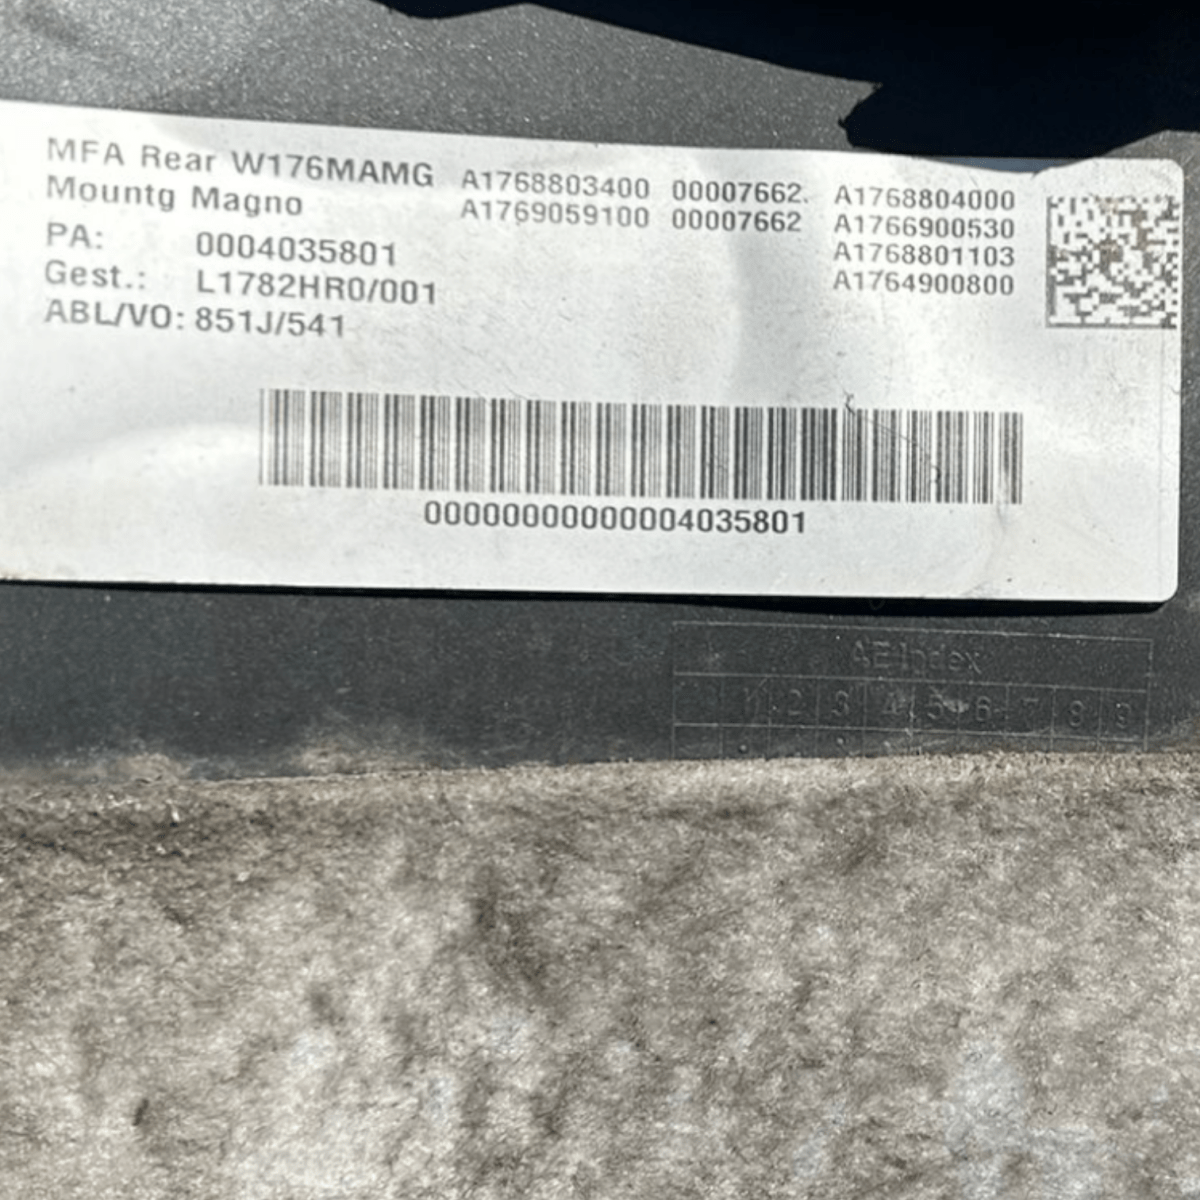 MFA Rear W176MAMG A1768803400 00007662. A1768804000
Mountg Magno A1769059100 00007662 A1766900530
PA: 0004035801 A1768801103
Gest.: L1782HR0/001 A1764900800
ABL/VO: 851J/541
00000000000004035801
AE Index
1 2 3 4 5 6 7 8 9